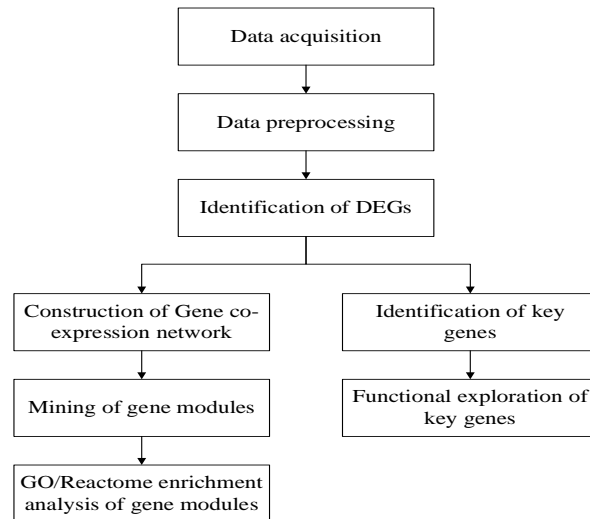 Data acquisition
Data preprocessing
Identification of DEGs
Construction of Gene co-
expression network
Identification of key
genes
Mining of gene modules
Functional exploration of
key genes
GO/Reactome enrichment
analysis of gene modules